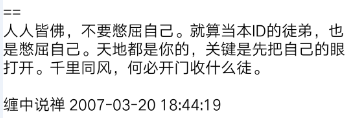 ==
人人皆佛，不要憋屈自己。就算当本ID的徒弟，也
是憋屈自己。天地都是你的，关键是先把自己的眼
打开。千里同风，何必开门收什么徒。
缠中说禅 2007-03-20 18:44:19